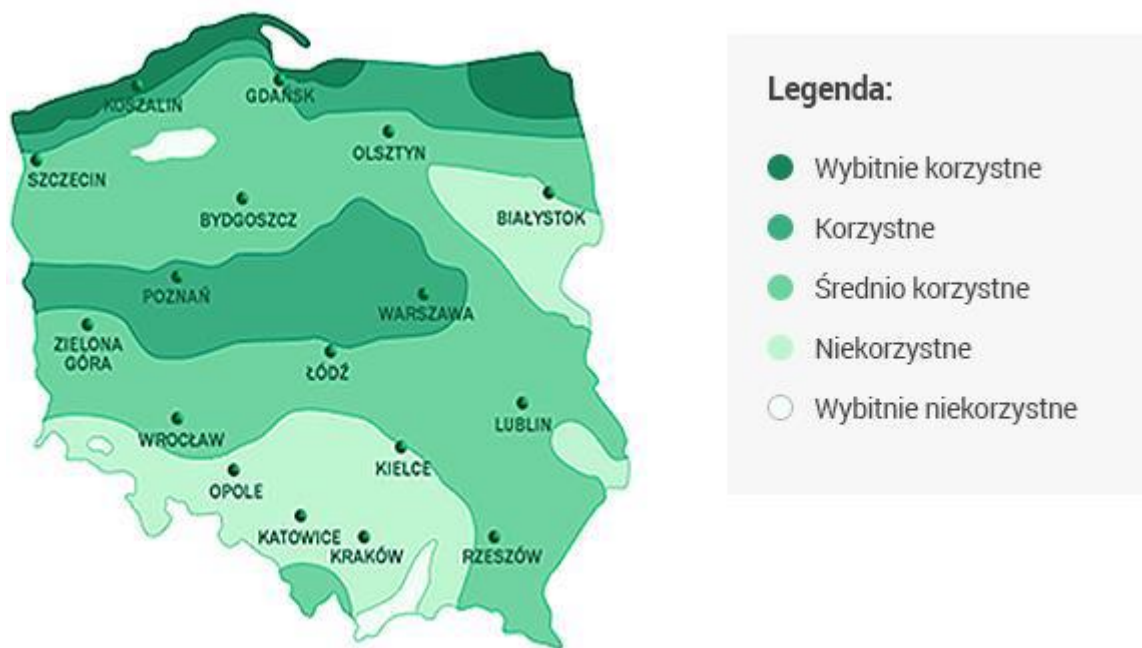 KOSZALIN
GDAŃSK
OLSZTYN
SZCZECIN
BYDGOSZCZ
BIAŁYSTOK
POZNAŃ
WARSZAWA
ZIELONA
GÓRA
ŁÓDŹ
LUBLIN
WROCŁAW
KIELCE
OPOLE
KATOWICE
KRAKÓW
RZESZÓW
Legenda:
Wybitnie korzystne
Korzystne
Średnio korzystne
Niekorzystne
Wybitnie niekorzystne